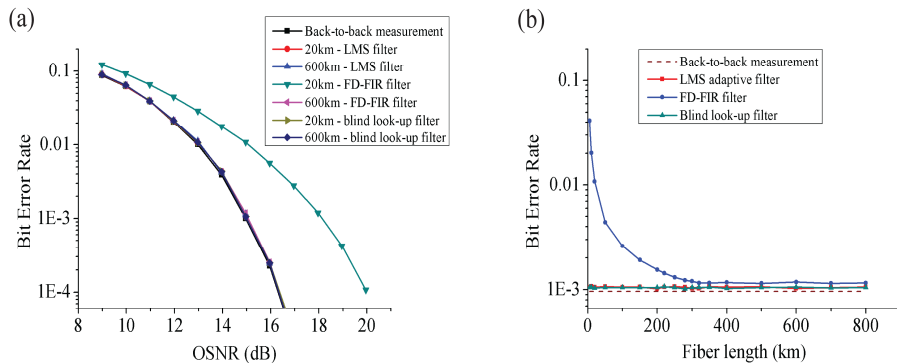 (a)
Back-to-back measurement
20km - LMS filter
600km - LMS filter
20km - FD-FIR filter
600km - FD-FIR filter
20km - blind look-up filter
600km - blind look-up filter
0.1
0.01
1E-3
1E-4
Bit Error Rate
8 10 12 14 16 18 20
OSNR (dB)
(b)
Back-to-back measurement
LMS adaptive filter
FD-FIR filter
Blind look-up filter
0.1
0.01
1E-3
Bit Error Rate
0 200 400 600 800
Fiber length (km)